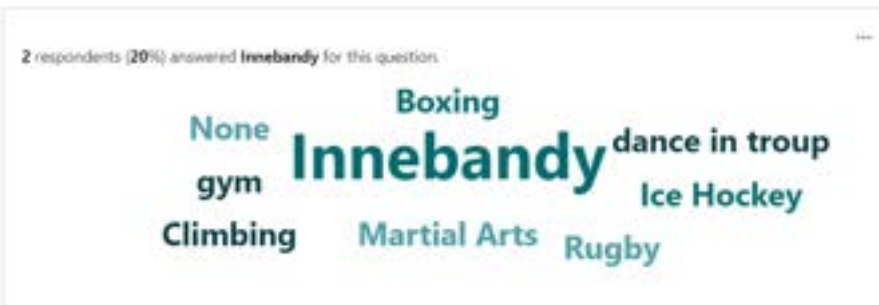 2 respondents (20%) answered Innebandy for this question.
Boxing
None
Innebandy
dance in troup
gym
Ice Hockey
Climbing
Martial Arts
Rugby